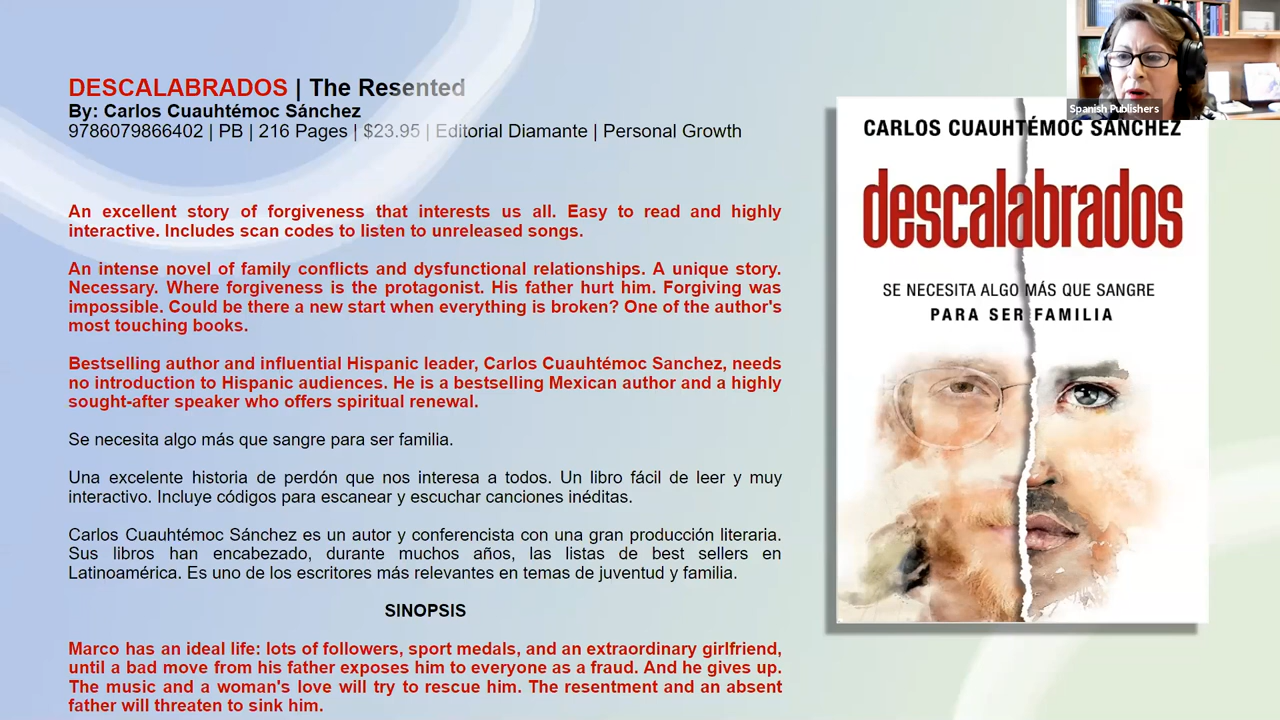 DESCALABRADOS | The Resented
By: Carlos Cuauhtémoc Sánchez
9786079866402 | PB | 216 Pages | $23.95 | Editorial Diamante | Personal Growth
An excellent story of forgiveness that interests us all. Easy to read and highly
interactive. Includes scan codes to listen to unreleased songs.
An intense novel of family conflicts and dysfunctional relationships. A unique story.
Necessary. Where forgiveness is the protagonist. His father hurt him. Forgiving was
impossible. Could be there a new start when everything is broken? One of the author's
most touching books.
Bestselling author and influential Hispanic leader, Carlos Cuauhtémoc Sanchez, needs
no introduction to Hispanic audiences. He is a bestselling Mexican author and a highly
sought-after speaker who offers spiritual renewal.
Se necesita algo más que sangre para ser familia.
Una excelente historia de perdón que nos interesa a todos. Un libro fácil de leer y muy
interactivo. Incluye códigos para escanear y escuchar canciones inéditas.
Carlos Cuauhtémoc Sánchez es un autor y conferencista con una gran producción literaria.
Sus libros han encabezado, durante muchos años, las listas de best sellers en
Latinoamérica. Es uno de los escritores más relevantes en temas de juventud y familia.
SINOPSIS
Marco has an ideal life: lots of followers, sport medals, and an extraordinary girlfriend,
until a bad move from his father exposes him to everyone as a fraud. And he gives up.
The music and a woman's love will try to rescue him. The resentment and an absent
father will threaten to sink him.
Spanish Publishers
CARLOS CUAUHTÉMOC SÁNCHEZ
descalabrados
SE NECESITA ALGO MÁS QUE SANGRE
PARA SER FAMILIA